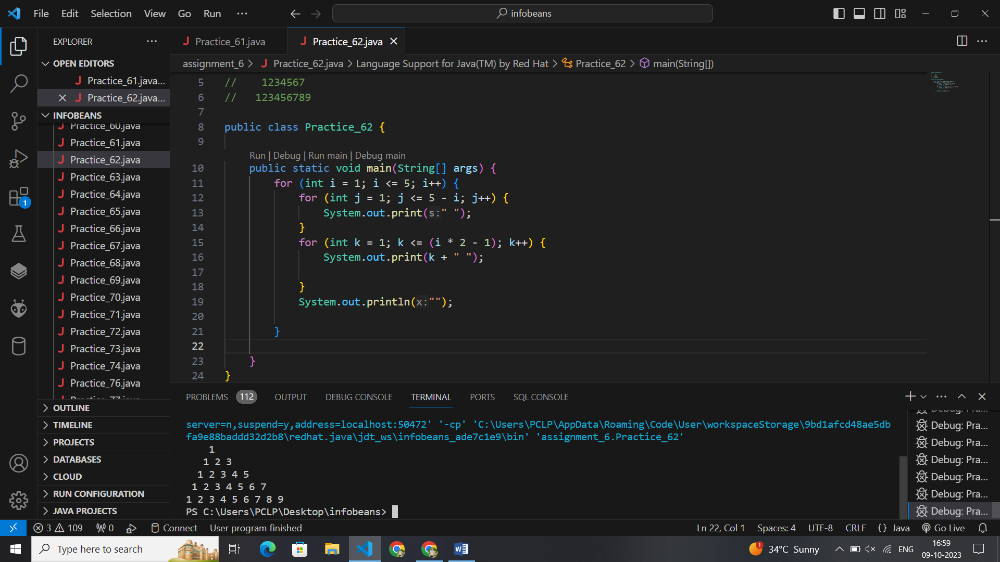 File Edit Selection View Go Run ··· infobeans
EXPLORER ···
OPEN EDITORS
Practice_61.java...
Practice_62.java...
INFOBEANS
Practice_60.java
Practice_61.java
Practice_62.java
Practice_63.java
Practice_64.java
Practice_65.java
Practice_66.java
Practice_67.java
Practice_68.java
Practice_69.java
Practice_70.java
Practice_71.java
Practice_72.java
Practice_73.java
Practice_74.java
Practice_76.java
OUTLINE
TIMELINE
PROJECTS
DATABASES
CLOUD
RUN CONFIGURATION
JAVA PROJECTS
1
Practice_61.java Practice_62.java
assignment_6 > Practice_62.java > Language Support for Java(TM) by Red Hat > Practice_62 > main(String[])
5 // 1234567
6 // 123456789
7
8 public class Practice_62 {
9
Run | Debug | Run main | Debug main
10 public static void main(String[] args) {
11 for (int i = 1; i <= 5; i++) {
12 for (int j = 1; j <= 5 - i; j++) {
13 System.out.print(s:" ");
14 }
15 for (int k = 1; k <= (i * 2 - 1); k++) {
16 System.out.print(k + " ");
17
18 }
19 System.out.println(x:"");
20
21 }
22
23 }
24 }
PROBLEMS 112 OUTPUT DEBUG CONSOLE TERMINAL PORTS SQL CONSOLE
server=n,suspend=y,address=localhost:50472' '-cp' 'C:\Users\PCLP\AppData\Roaming\Code\User\workspaceStorage\9bd1afcd48ae5db
fa9e88baddd32d2b8\redhat.java\jdt_ws\infobeans_ade7c1e9\bin' 'assignment_6.Practice_62'
1
1 2 3
1 2 3 4 5
1 2 3 4 5 6 7
1 2 3 4 5 6 7 8 9
PS C:\Users\PCLP\Desktop\infobeans>
Debug: Pra...
Debug: Pra...
Debug: Pra...
Debug: Pra...
Debug: Pra...
Debug: Pra...
3 109 0 Connect User program finished Ln 22, Col 1 Spaces: 4 UTF-8 CRLF {} Java Go Live
Type here to search 1 34°C Sunny ENG 16:59
09-10-2023